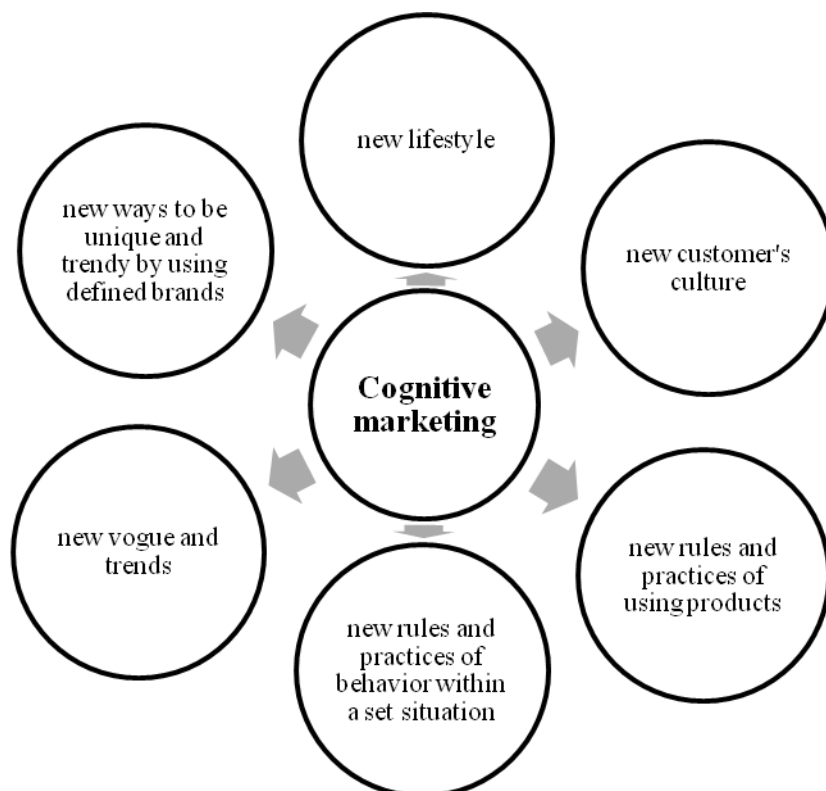 new lifestyle
new customer's
culture
new rules and
practices of
using products
new rules and
practices of
behavior within
a set situation
new vogue and
trends
new ways to be
unique and
trendy by using
defined brands
Cognitive
marketing